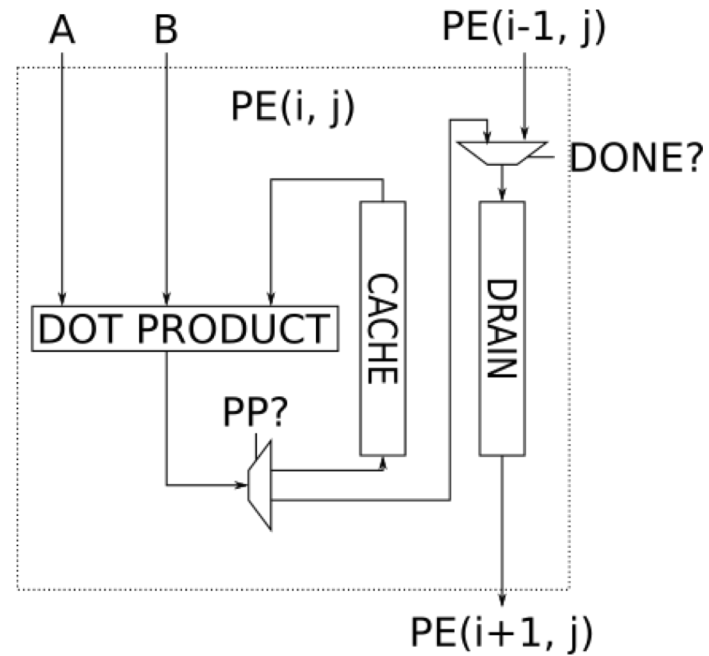 A
B
PE(i-1, j)
PE(i, j)
DONE?
CACHE
DRAIN
DOT PRODUCT
PP?
PE(i+1, j)